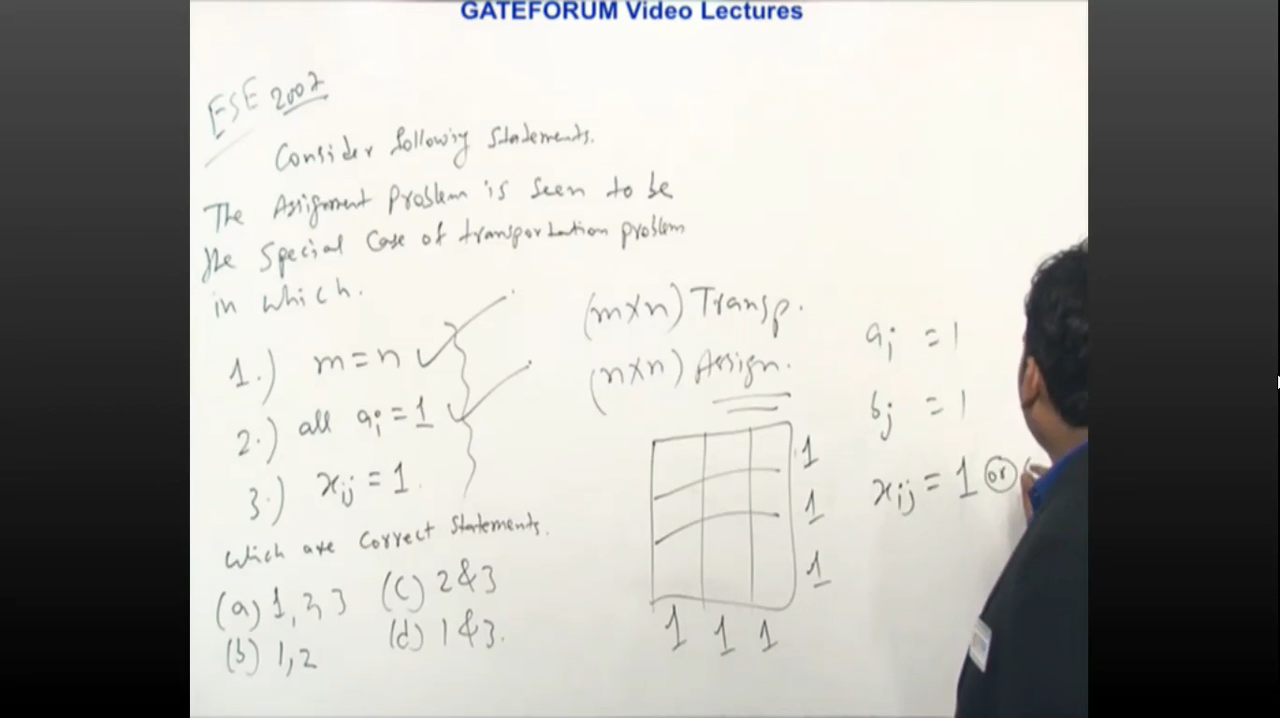 GATEFORUM Video Lectures
ESE 2007
Consider following statements.
The Assignment problem is seen to be
the special case of transportation problem
in which.
1.) m=n ✓
2.) all ai = 1 ✓
3.) xij = 1.
Which are correct statements.
(a) 1, 2, 3 (c) 2 & 3
(b) 1, 2 (d) 1 & 3.
(m×n) Transp.
(n×n) Assign.
1
1
1
1 1 1
ai = 1
bj = 1
xij = 1 or